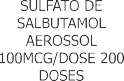 SULFATO DE
SALBUTAMOL
AEROSSOL
100MCG/DOSE 200
DOSES